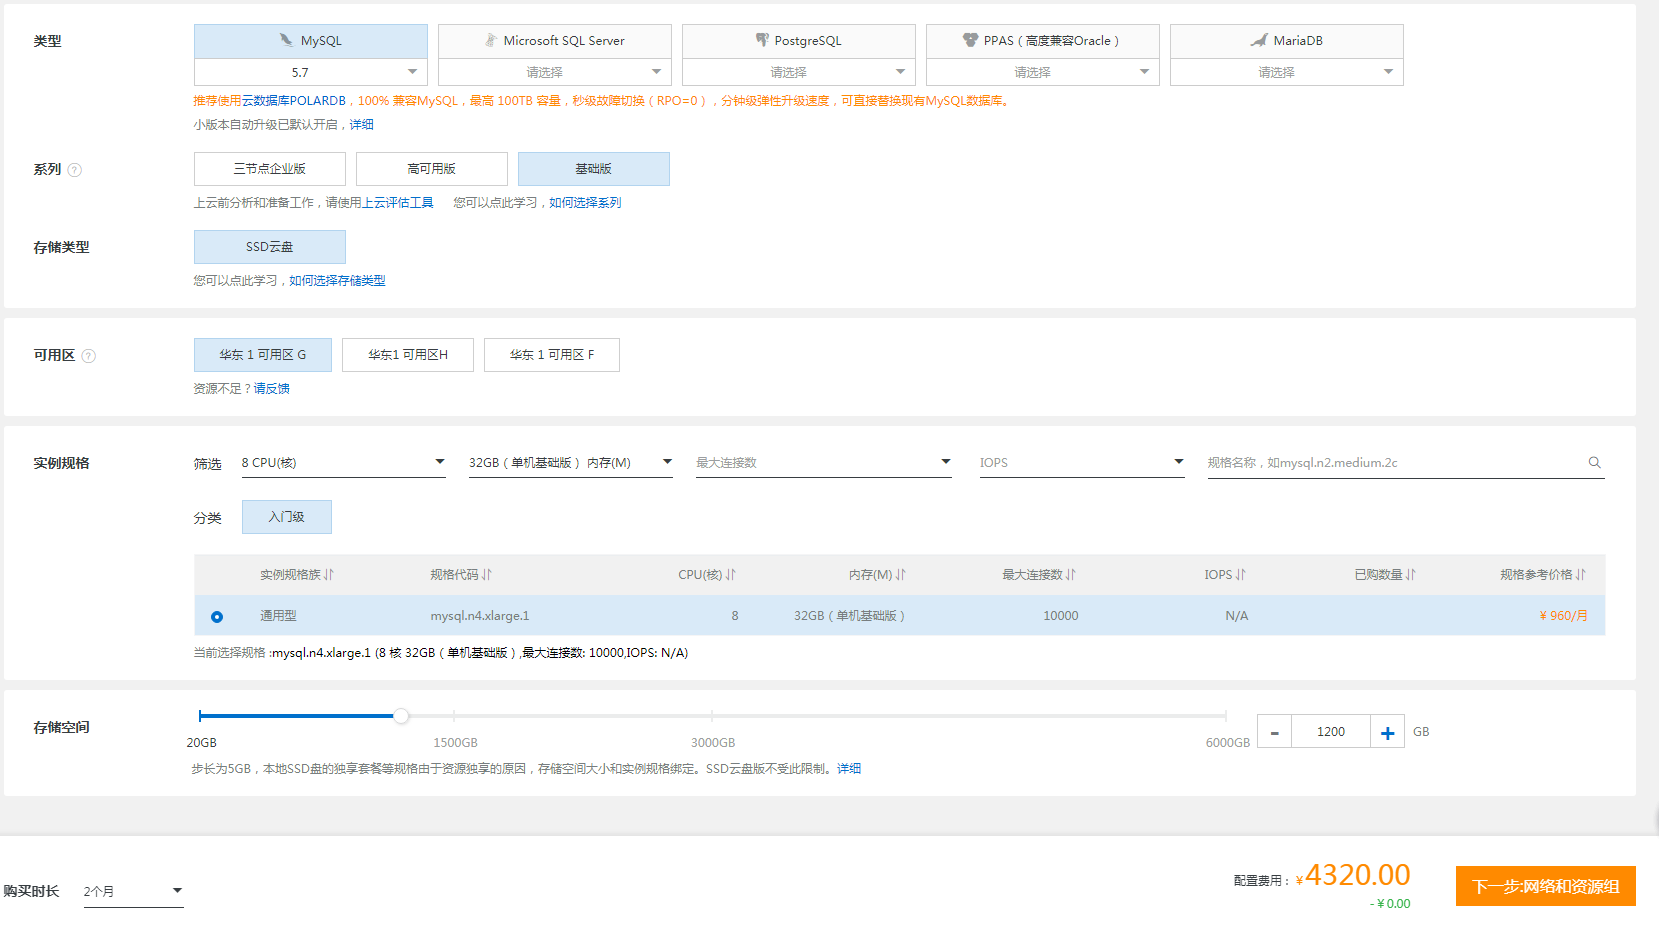 类型
MySQL
Microsoft SQL Server
PostgreSQL
PPAS（高度兼容Oracle）
MariaDB
5.7
请选择
请选择
请选择
请选择
推荐使用云数据库POLARDB，100% 兼容MySQL，最高 100TB 容量，秒级故障切换（RPO=0），分钟级弹性升级速度，可直接替换现有MySQL数据库。
小版本自动升级已默认开启，详细
系列 ?
三节点企业版
高可用版
基础版
上云前分析和准备工作，请使用上云评估工具 您可以点此学习，如何选择系列
存储类型
SSD云盘
您可以点此学习，如何选择存储类型
可用区 ?
华东 1 可用区 G
华东1 可用区H
华东 1 可用区 F
资源不足？请反馈
实例规格
筛选
8 CPU(核)
32GB（单机基础版） 内存(M)
最大连接数
IOPS
规格名称，如mysql.n2.medium.2c
分类
入门级
实例规格族 规格代码 CPU(核) 内存(M) 最大连接数 IOPS 已购数量 规格参考价格
通用型 mysql.n4.xlarge.1 8 32GB（单机基础版） 10000 N/A ¥ 960/月
当前选择规格 :mysql.n4.xlarge.1 (8 核 32GB（单机基础版）,最大连接数: 10000,IOPS: N/A)
存储空间
20GB
1500GB
3000GB
6000GB
- 1200 + GB
步长为5GB，本地SSD盘的独享套餐等规格由于资源独享的原因，存储空间大小和实例规格绑定。SSD云盘版不受此限制。详细
购买时长
2个月
配置费用：¥4320.00
- ¥ 0.00
下一步:网络和资源组